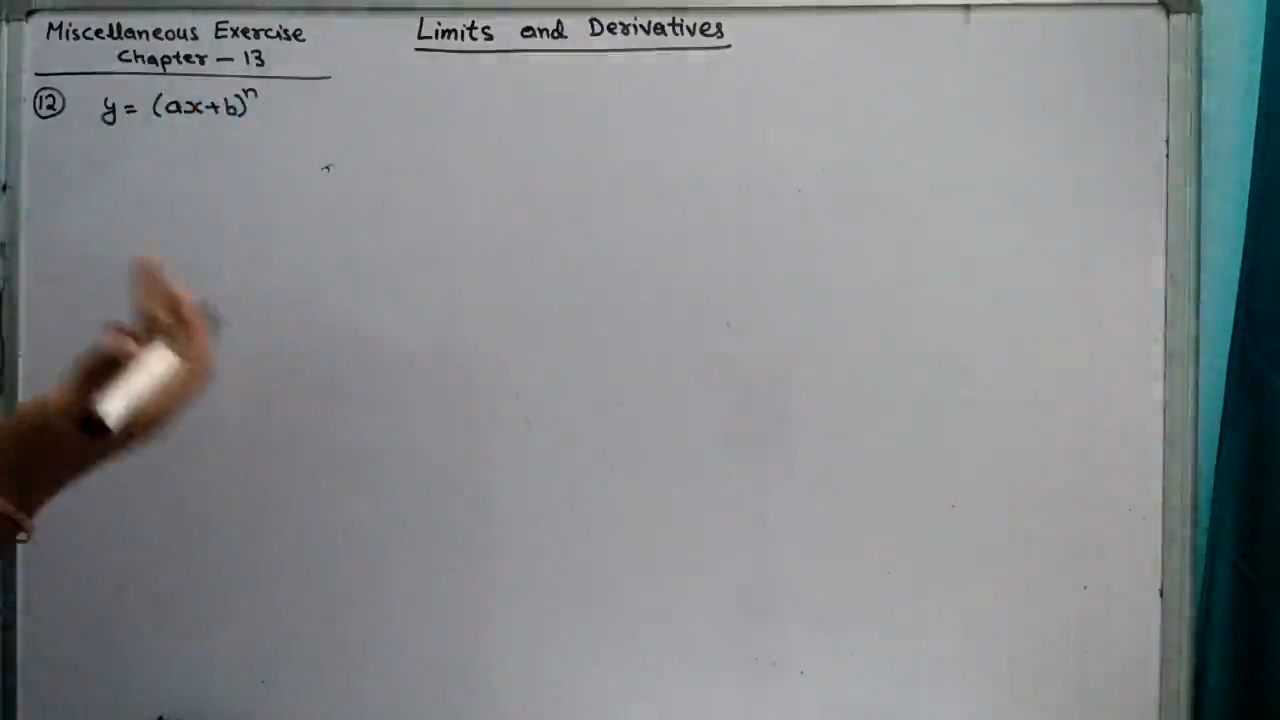 Miscellaneous Exercise
Chapter - 13
Limits and Derivatives
⑫ y = (ax+b)ⁿ